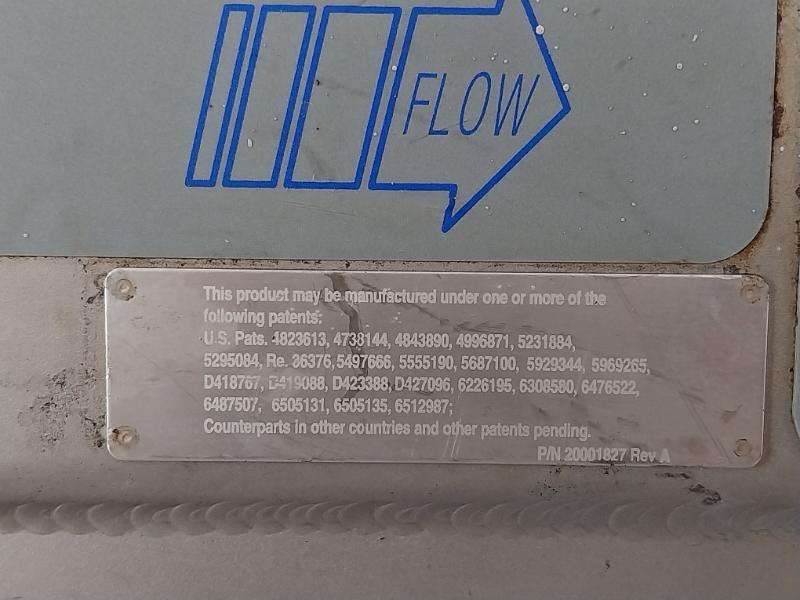 FLOW
This product may be manufactured under one or more of the
following patents:
U.S. Pats. 4823613, 4738144, 4843890, 4996871, 5231884,
5295084, Re. 36376, 5497666, 5555190, 5687100, 5929344, 5969265,
D418767, D419088, D423388, D427096, 6226195, 6308580, 6476522,
6487507, 6505131, 6505135, 6512987;
Counterparts in other countries and other patents pending.
P/N 20001827 Rev A